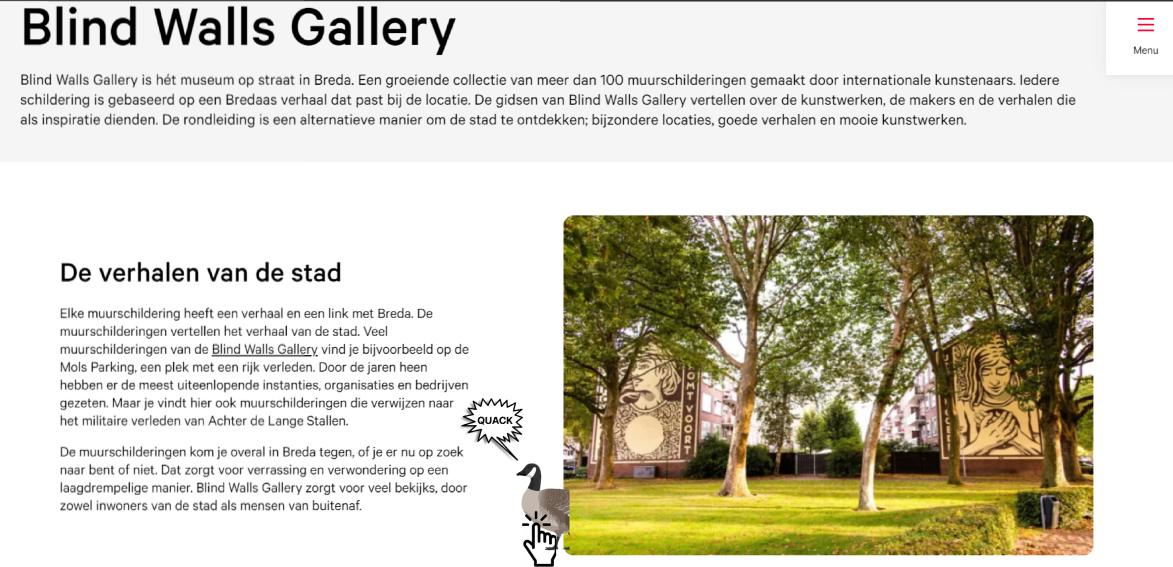 Blind Walls Gallery
Menu
Blind Walls Gallery is hét museum op straat in Breda. Een groeiende collectie van meer dan 100 muurschilderingen gemaakt door internationale kunstenaars. Iedere
schildering is gebaseerd op een Bredaas verhaal dat past bij de locatie. De gidsen van Blind Walls Gallery vertellen over de kunstwerken, de makers en de verhalen die
als inspiratie dienden. De rondleiding is een alternatieve manier om de stad te ontdekken; bijzondere locaties, goede verhalen en mooie kunstwerken.
De verhalen van de stad
Elke muurschildering heeft een verhaal en een link met Breda. De
muurschilderingen vertellen het verhaal van de stad. Veel
muurschilderingen van de Blind Walls Gallery vind je bijvoorbeeld op de
Mols Parking, een plek met een rijk verleden. Door de jaren heen
hebben er de meest uiteenlopende instanties, organisaties en bedrijven
gezeten. Maar je vindt hier ook muurschilderingen die verwijzen naar
het militaire verleden van Achter de Lange Stallen.
De muurschilderingen kom je overal in Breda tegen, of je er nu op zoek
naar bent of niet. Dat zorgt voor verrassing en verwondering op een
laagdrempelige manier. Blind Walls Gallery zorgt voor veel bekijks, door
zowel inwoners van de stad als mensen van buitenaf.
QUACK
OMT VOORT